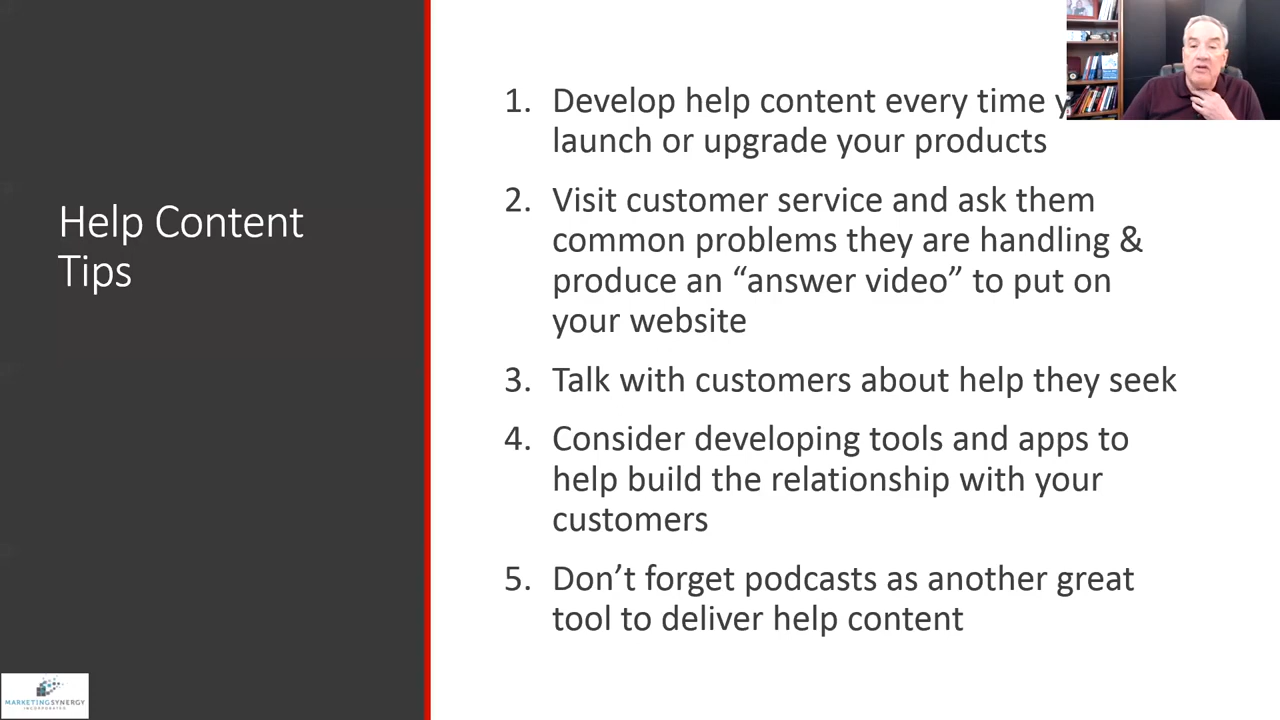 Help Content
Tips
1. Develop help content every time
launch or upgrade your products
2. Visit customer service and ask them
common problems they are handling &
produce an “answer video” to put on
your website
3. Talk with customers about help they seek
4. Consider developing tools and apps to
help build the relationship with your
customers
5. Don’t forget podcasts as another great
tool to deliver help content
MARKETINGSYNERGY
INCORPORATED